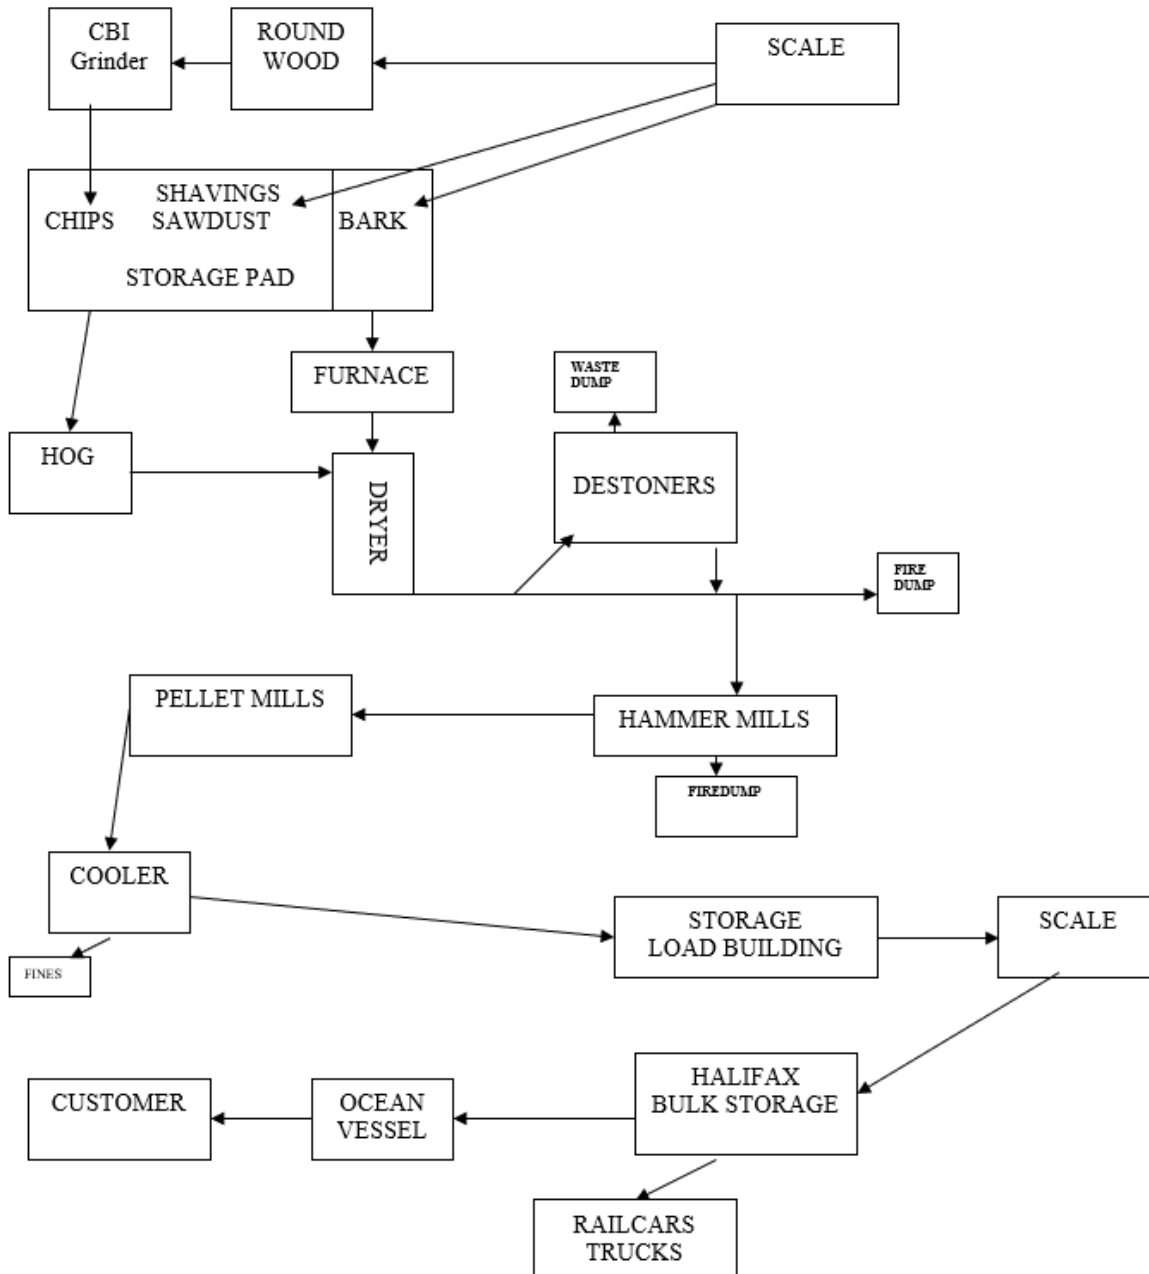 CBI
Grinder
ROUND
WOOD
SCALE
SHAVINGS
CHIPS SAWDUST BARK
STORAGE PAD
FURNACE
WASTE
DUMP
HOG
DRYER
DESTONERS
FIRE
DUMP
PELLET MILLS
HAMMER MILLS
FIREDUMP
COOLER
STORAGE
LOAD BUILDING
SCALE
FINES
HALIFAX
BULK STORAGE
CUSTOMER
OCEAN
VESSEL
RAILCARS
TRUCKS